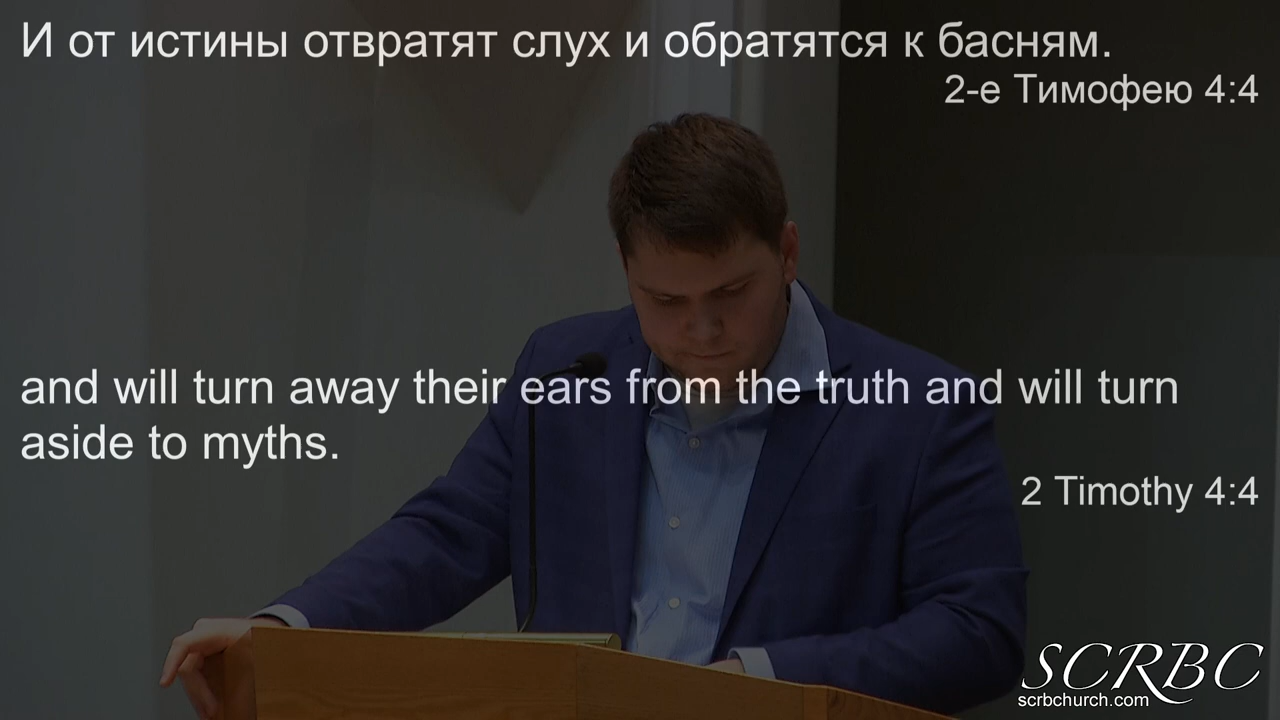 И от истины отвратят слух и обратятся к басням.
2-е Тимофею 4:4
and will turn away their ears from the truth and will turn
aside to myths.
2 Timothy 4:4
SCRBC
scrbchurch.com